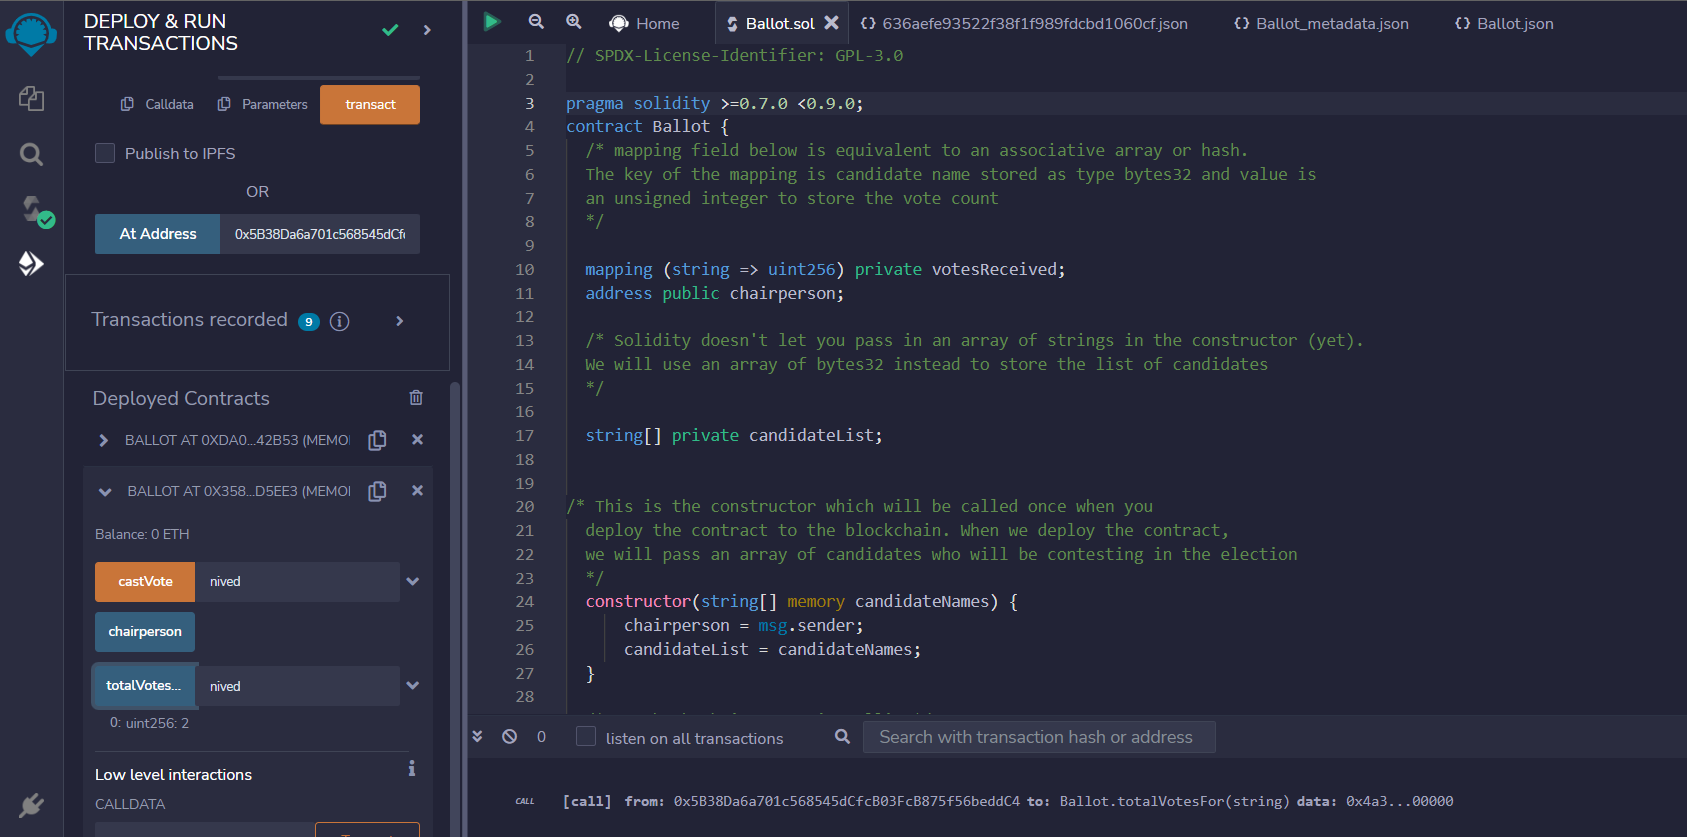 DEPLOY & RUN
TRANSACTIONS
Calldata Parameters transact
Publish to IPFS
OR
At Address 0x5B38Da6a701c568545dCf
Transactions recorded 9 i
Deployed Contracts
BALLOT AT 0XDA0...42B53 (MEMO
BALLOT AT 0X358...D5EE3 (MEMO
Balance: 0 ETH
castVote nived
chairperson
totalVotes... nived
0: uint256: 2
Low level interactions i
CALLDATA
Home Ballot.sol {} 636aefe93522f38f1f989fdcbd1060cf.json {} Ballot_metadata.json {} Ballot.json
1 // SPDX-License-Identifier: GPL-3.0
2
3 pragma solidity >=0.7.0 <0.9.0;
4 contract Ballot {
5 /* mapping field below is equivalent to an associative array or hash.
6 The key of the mapping is candidate name stored as type bytes32 and value is
7 an unsigned integer to store the vote count
8 */
9
10 mapping (string => uint256) private votesReceived;
11 address public chairperson;
12
13 /* Solidity doesn't let you pass in an array of strings in the constructor (yet).
14 We will use an array of bytes32 instead to store the list of candidates
15 */
16
17 string[] private candidateList;
18
19
20 /* This is the constructor which will be called once when you
21 deploy the contract to the blockchain. When we deploy the contract,
22 we will pass an array of candidates who will be contesting in the election
23 */
24 constructor(string[] memory candidateNames) {
25 chairperson = msg.sender;
26 candidateList = candidateNames;
27 }
28
0 listen on all transactions Search with transaction hash or address
CALL [call] from: 0x5B38Da6a701c568545dCfcB03FcB875f56beddC4 to: Ballot.totalVotesFor(string) data: 0x4a3...00000